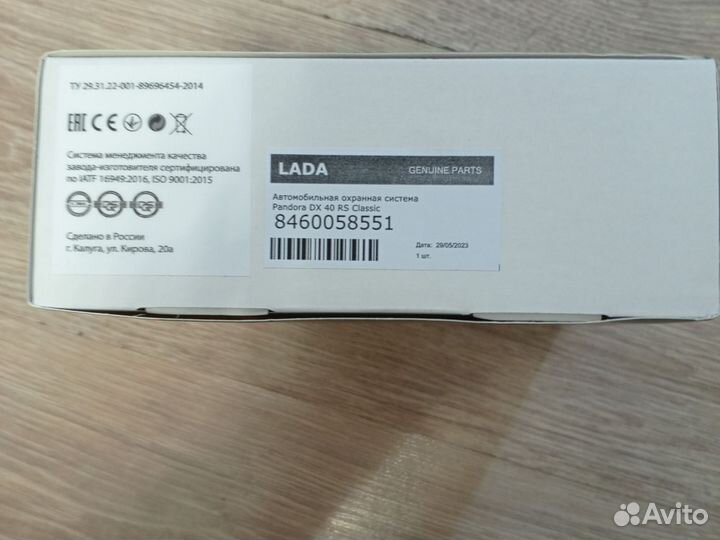 ТУ 29.31.22-001-89696454-2014
EAC CE
Система менеджмента качества
завода-изготовителя сертифицирована
по IATF 16949:2016, ISO 9001:2015
Сделано в России
г. Калуга, ул. Кирова, 20а
LADA GENUINE PARTS
Автомобильная охранная система
Pandora DX 40 RS Classic
8460058551
Дата: 29/05/2023
1 шт.
Avito